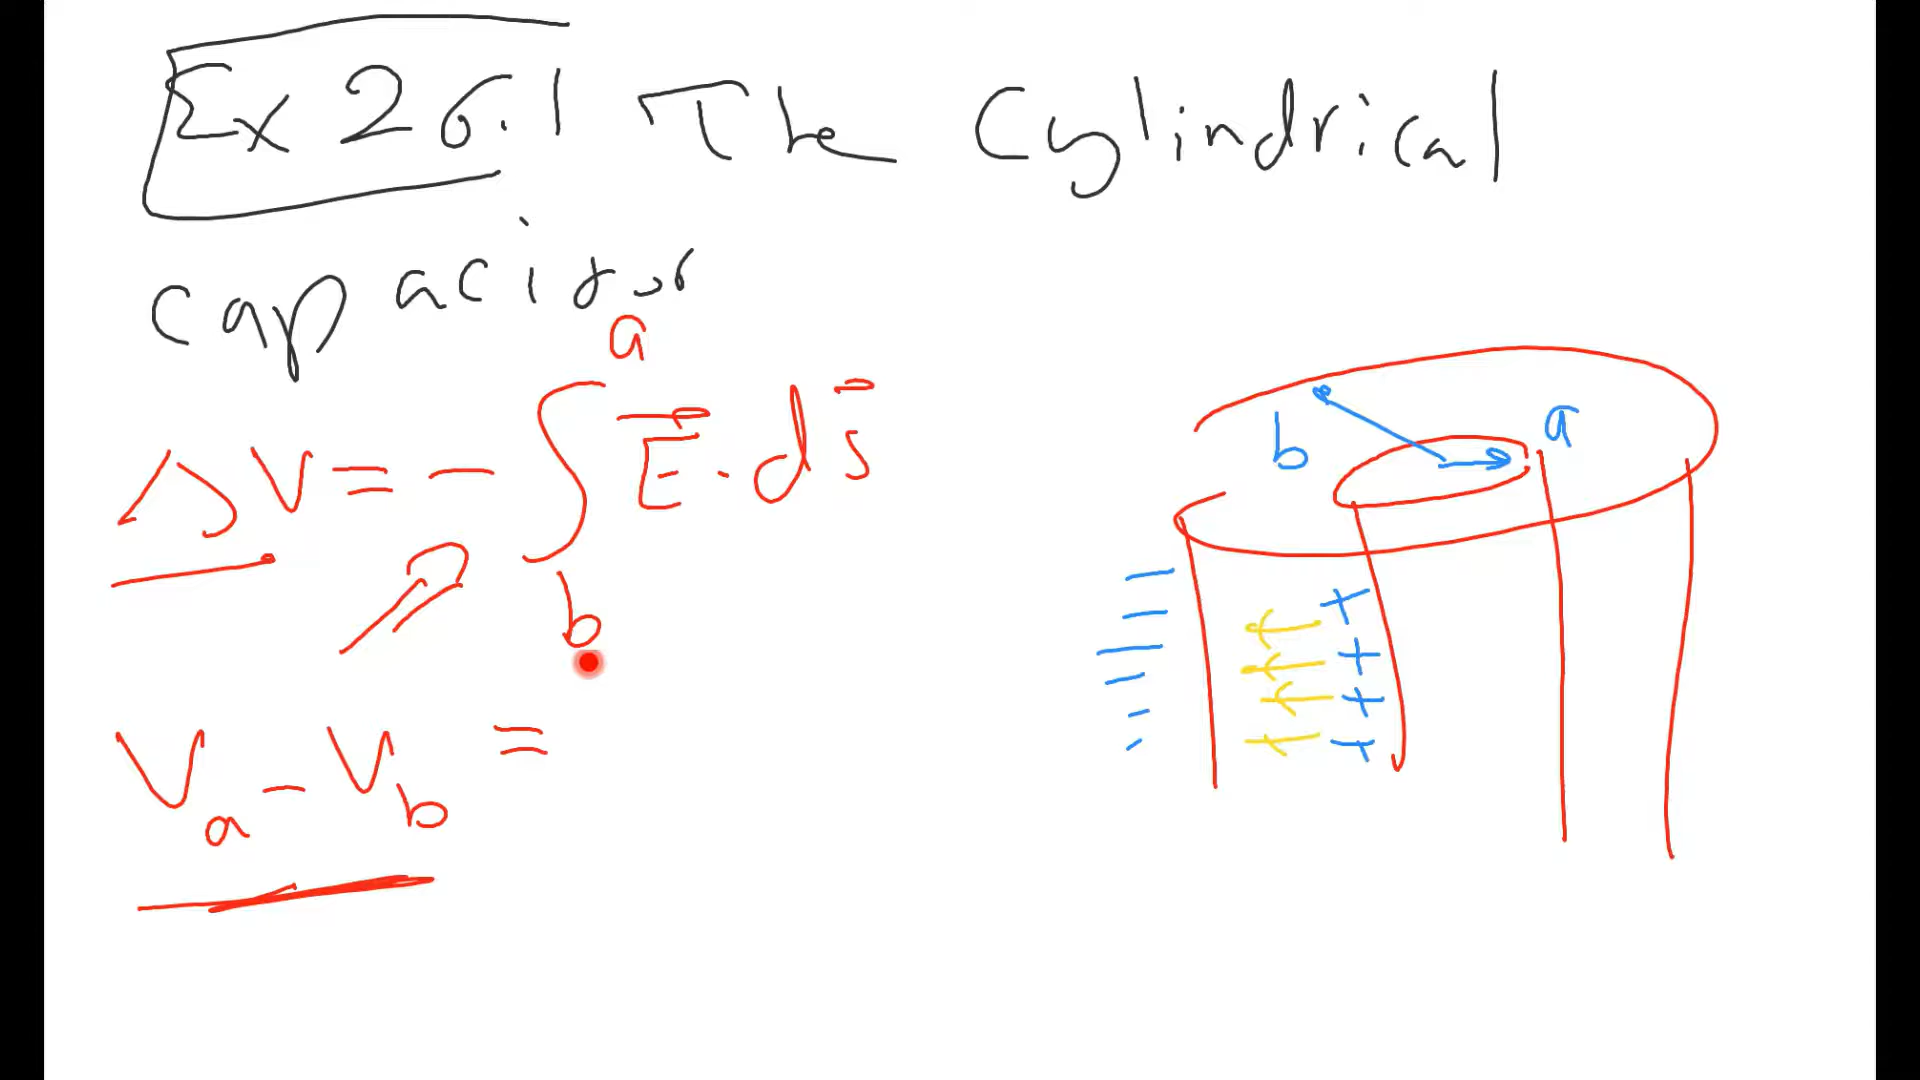 Ex 26.1 The Cylindrical
capacitor
ΔV = - ∫_b^a E⃗ · ds⃗
V_a - V_b =
b a
- - - - - -
+ + + +